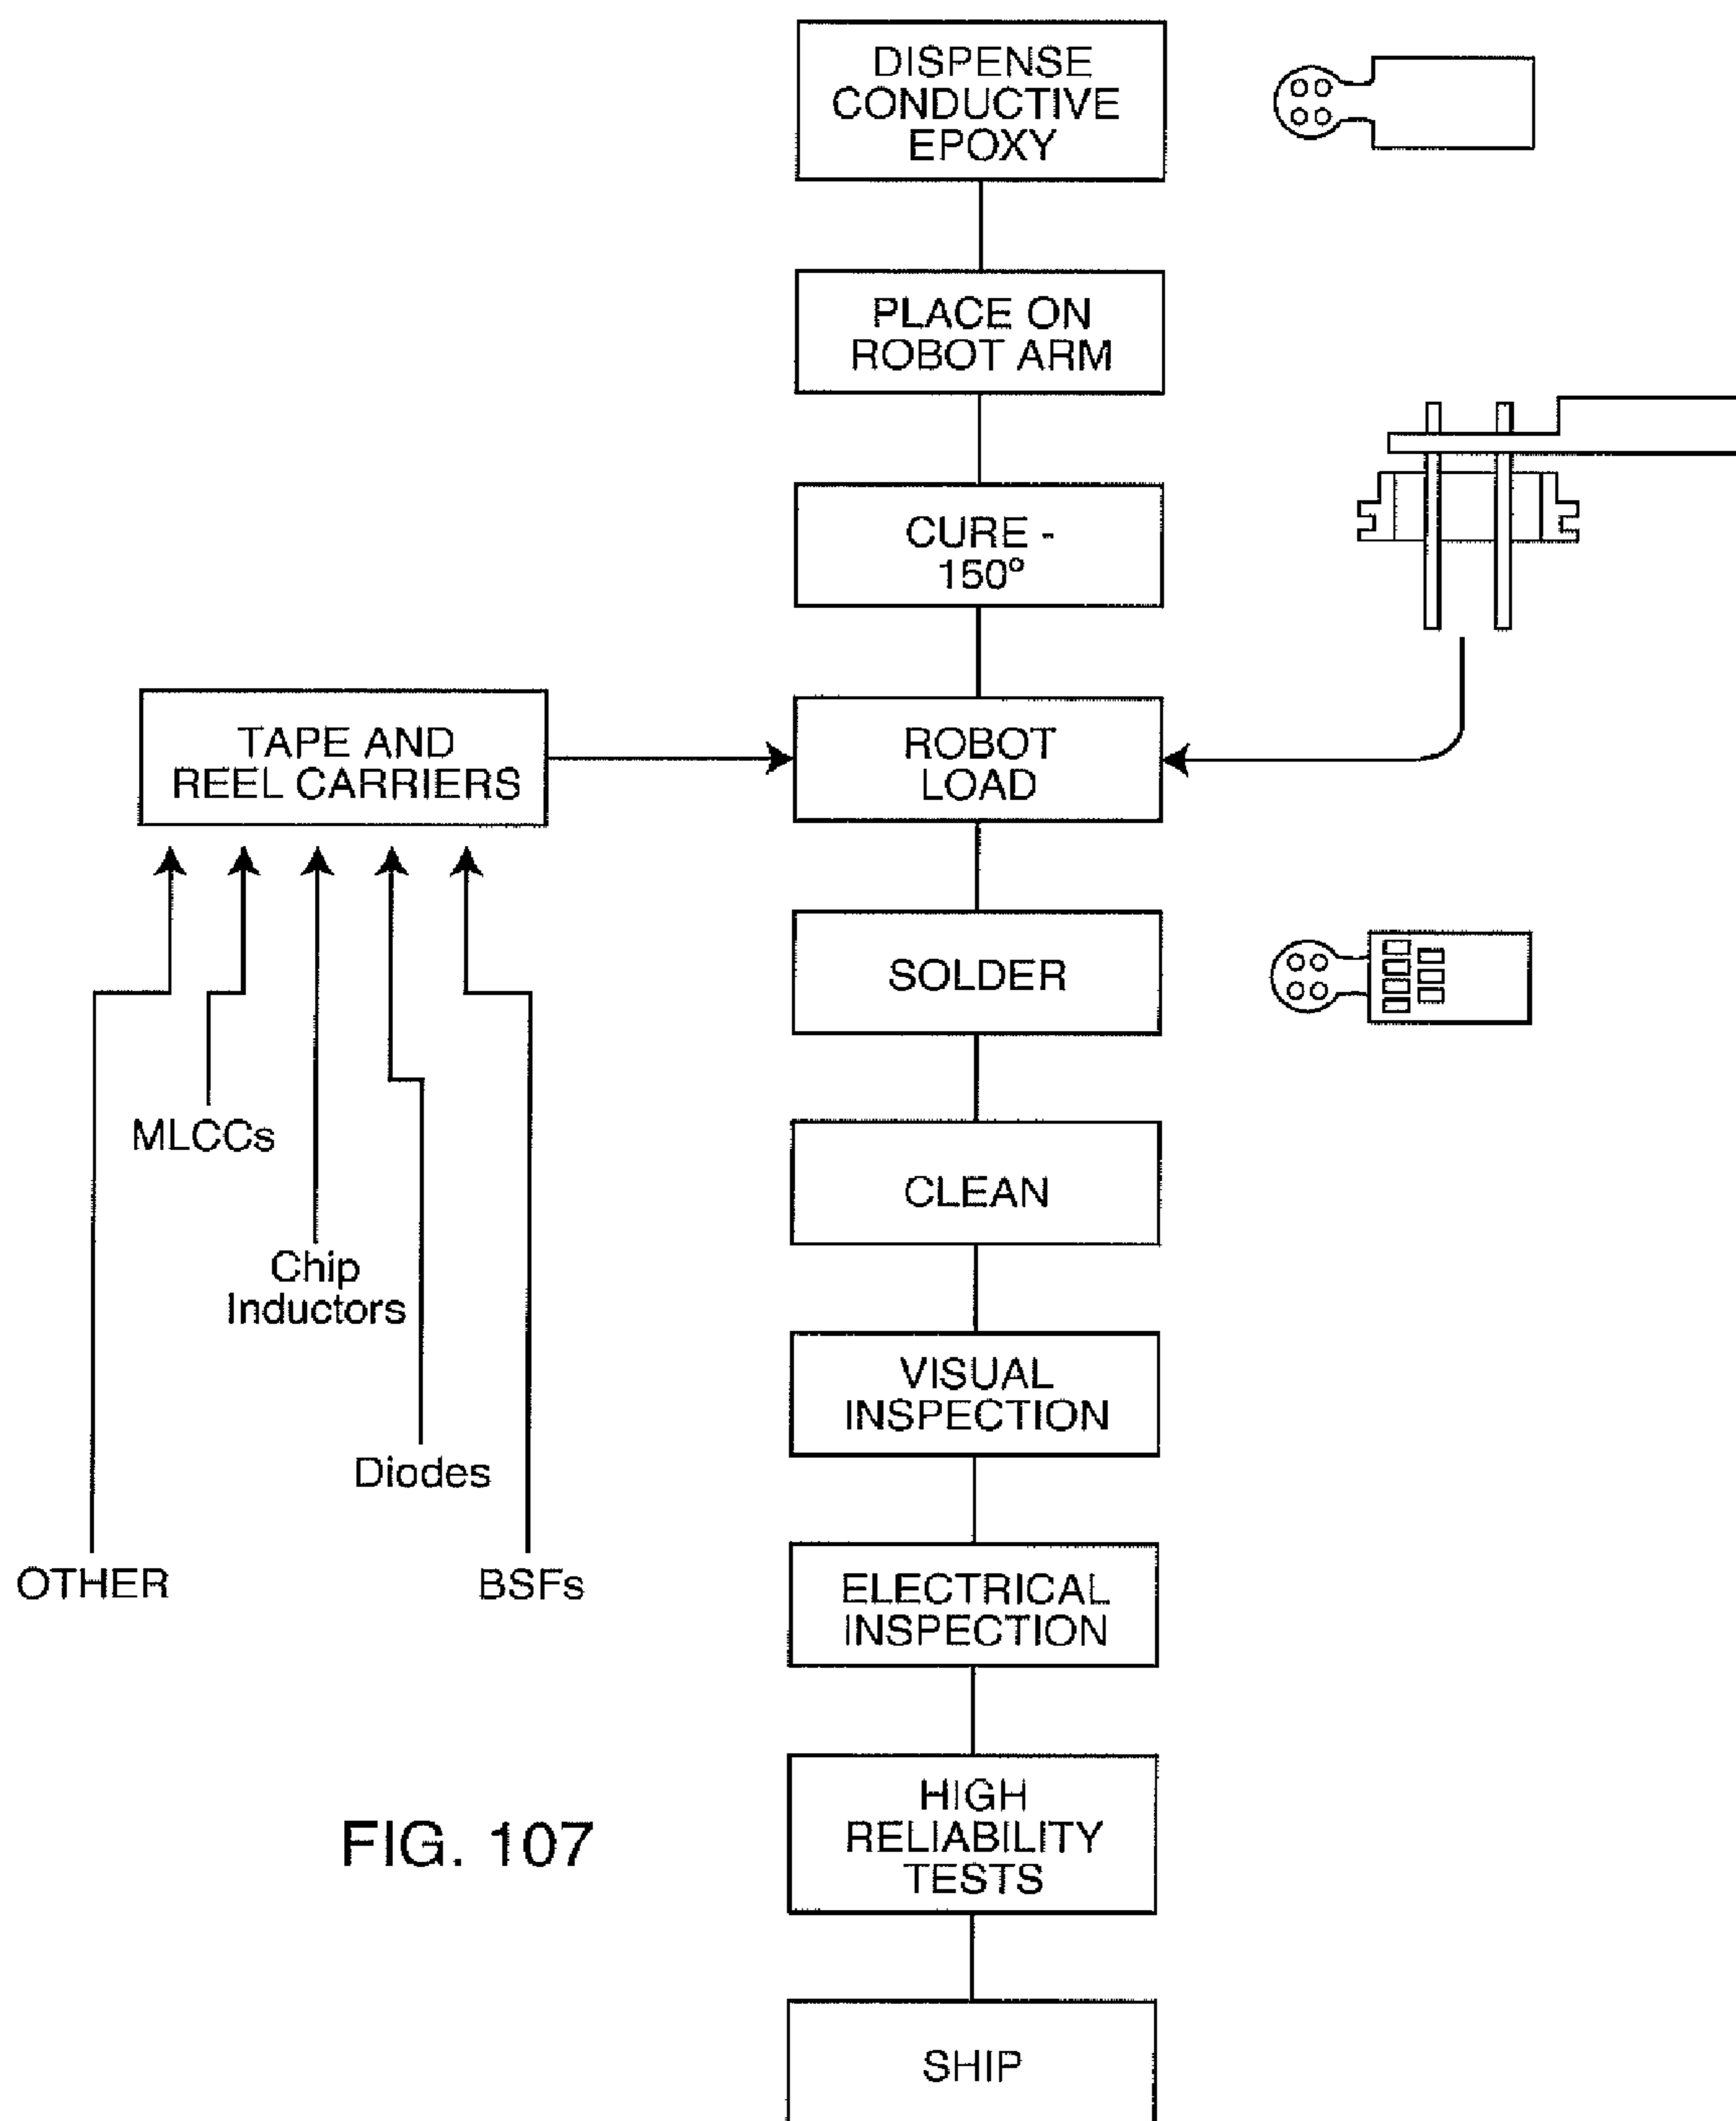 DISPENSE
CONDUCTIVE
EPOXY
PLACE ON
ROBOT ARM
CURE -
150°
TAPE AND
REEL CARRIERS
ROBOT
LOAD
SOLDER
MLCCs
CLEAN
Chip
Inductors
VISUAL
INSPECTION
Diodes
OTHER
BSFs
ELECTRICAL
INSPECTION
HIGH
RELIABILITY
TESTS
FIG. 107
SHIP